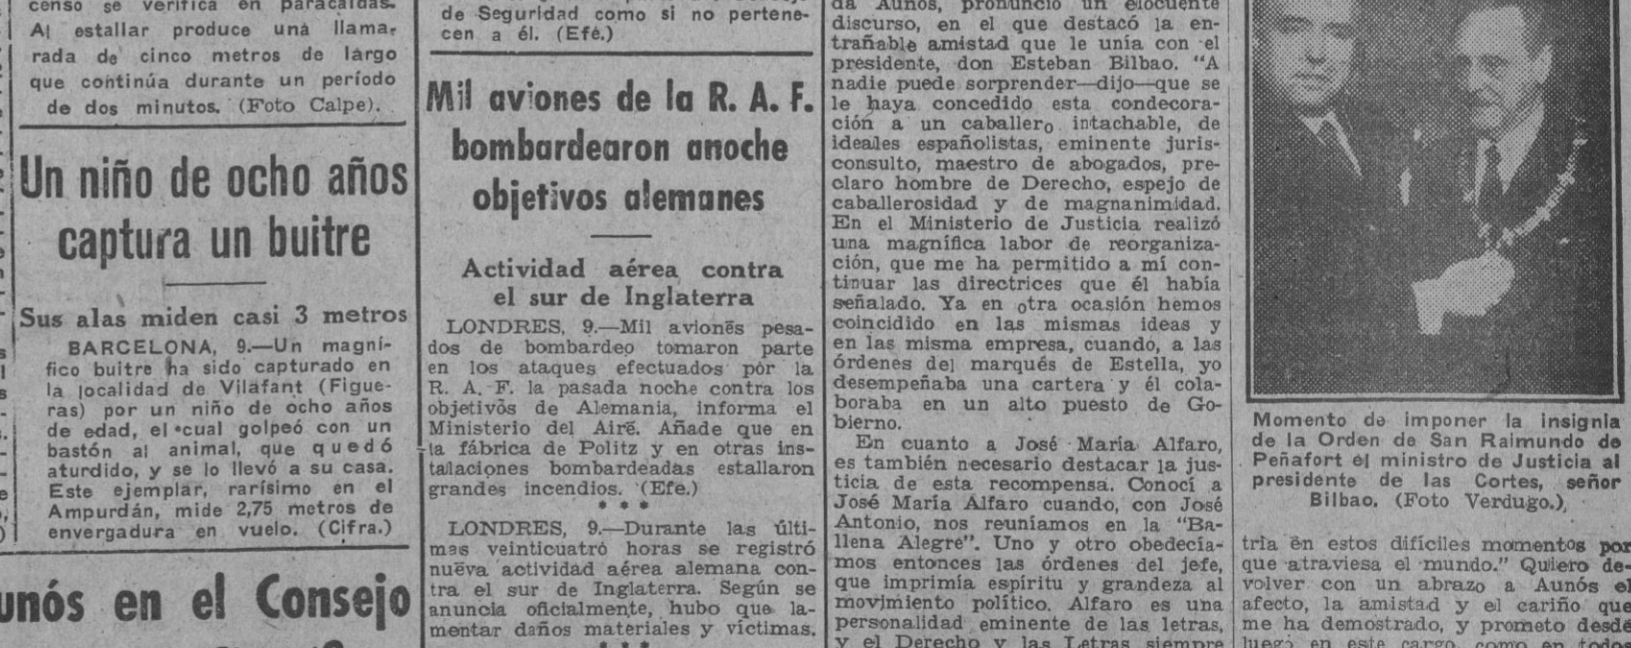 censo se verifica en paracaídas.
Al estallar produce una llama-
rada de cinco metros de largo
que continúa durante un período
de dos minutos. (Foto Calpe).
Un niño de ocho años
captura un buitre
Sus alas miden casi 3 metros
BARCELONA, 9.—Un magní-
fico buitre ha sido capturado en
la localidad de Vilafant (Figue-
ras) por un niño de ocho años
de edad, el cual golpeó con un
bastón al animal, que quedó
aturdido, y se lo llevó a su casa.
Este ejemplar, rarísimo en el
Ampurdán, mide 2,75 metros de
envergadura en vuelo. (Cifra.)
unós en el Consejo
de Seguridad como si no pertene-
cen a él. (Efe.)
Mil aviones de la R. A. F.
bombardearon anoche
objetivos alemanes
Actividad aérea contra
el sur de Inglaterra
LONDRES, 9.—Mil aviones pesa-
dos de bombardeo tomaron parte
en los ataques efectuados por la
R. A. F. la pasada noche contra los
objetivos de Alemania, informa el
Ministerio del Aire. Añade que en
la fábrica de Politz y en otras ins-
talaciones bombardeadas estallaron
grandes incendios. (Efe.)
* * *
LONDRES, 9.—Durante las últi-
mas veinticuatro horas se registró
nueva actividad aérea alemana con-
tra el sur de Inglaterra. Según se
anuncia oficialmente, hubo que la-
mentar daños materiales y víctimas.
da Aunós, pronunció un elocuente
discurso, en el que destacó la en-
trañable amistad que le unía con el
presidente, don Esteban Bilbao. "A
nadie puede sorprender—dijo—que se
le haya concedido esta condecora-
ción a un caballero intachable, de
ideales españolistas, eminente juris-
consulto, maestro de abogados, pre-
claro hombre de Derecho, espejo de
caballerosidad y de magnanimidad.
En el Ministerio de Justicia realizó
una magnífica labor de reorganiza-
ción, que me ha permitido a mí con-
tinuar las directrices que él había
señalado. Ya en otra ocasión hemos
coincidido en las mismas ideas y
en las misma empresa, cuando, a las
órdenes del marqués de Estella, yo
desempeñaba una cartera y él cola-
boraba en un alto puesto de Go-
bierno.
En cuanto a José María Alfaro,
es también necesario destacar la jus-
ticia de esta recompensa. Conocí a
José María Alfaro cuando, con José
Antonio, nos reuníamos en la "Ba-
llena Alegre". Uno y otro obedecía-
mos entonces las órdenes del jefe,
que imprimía espíritu y grandeza al
movimiento político. Alfaro es una
personalidad eminente de las letras,
y el Derecho y las Letras siempre
Momento de imponer la insignia
de la Orden de San Raimundo de
Peñafort el ministro de Justicia al
presidente de las Cortes, señor
Bilbao. (Foto Verdugo.)
tria en estos difíciles momentos por
que atraviesa el mundo." Quiero de-
volver con un abrazo a Aunós el
afecto, la amistad y el cariño que
me ha demostrado, y prometo desde
luego en este cargo, como en todos